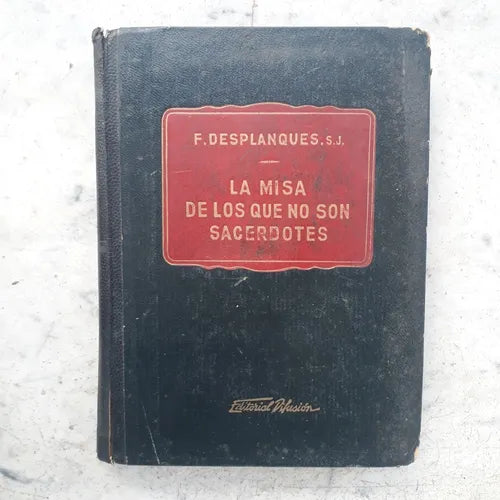 F. DESPLANQUES, S.J.
LA MISA
DE LOS QUE NO SON
SACERDOTES
Editorial Difusión